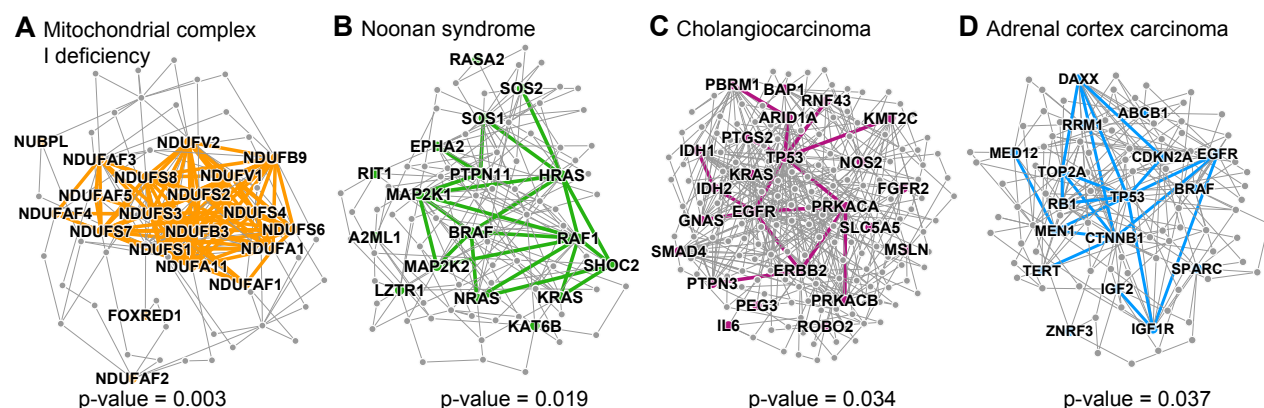 A Mitochondrial complex
I deficiency
NUBPL
NDUFV2
NDUFB9
NDUFAF3
NDUFS8
NDUFV1
NDUFAF5
NDUFS2
NDUFAF4
NDUFS3
NDUFS4
NDUFS7
NDUFB3
NDUFS6
NDUFS1
NDUFA1
NDUFA11
NDUFAF1
FOXRED1
NDUFAF2
p-value = 0.003
B Noonan syndrome
RASA2
SOS2
SOS1
EPHA2
RIT1
PTPN11
HRAS
MAP2K1
A2ML1
BRAF
RAF1
MAP2K2
SHOC2
LZTR1
NRAS
KRAS
KAT6B
p-value = 0.019
C Cholangiocarcinoma
PBRM1
BAP1
RNF43
ARID1A
KMT2C
PTGS2
IDH1
TP53
NOS2
KRAS
IDH2
FGFR2
GNAS
EGFR
PRKACA
SLC5A5
SMAD4
MSLN
ERBB2
PTPN3
PRKACB
PEG3
IL6
ROBO2
p-value = 0.034
D Adrenal cortex carcinoma
DAXX
ABCB1
RRM1
MED12
CDKN2A
EGFR
TOP2A
BRAF
RB1
TP53
MEN1
CTNNB1
TERT
SPARC
IGF2
ZNRF3
IGF1R
p-value = 0.037